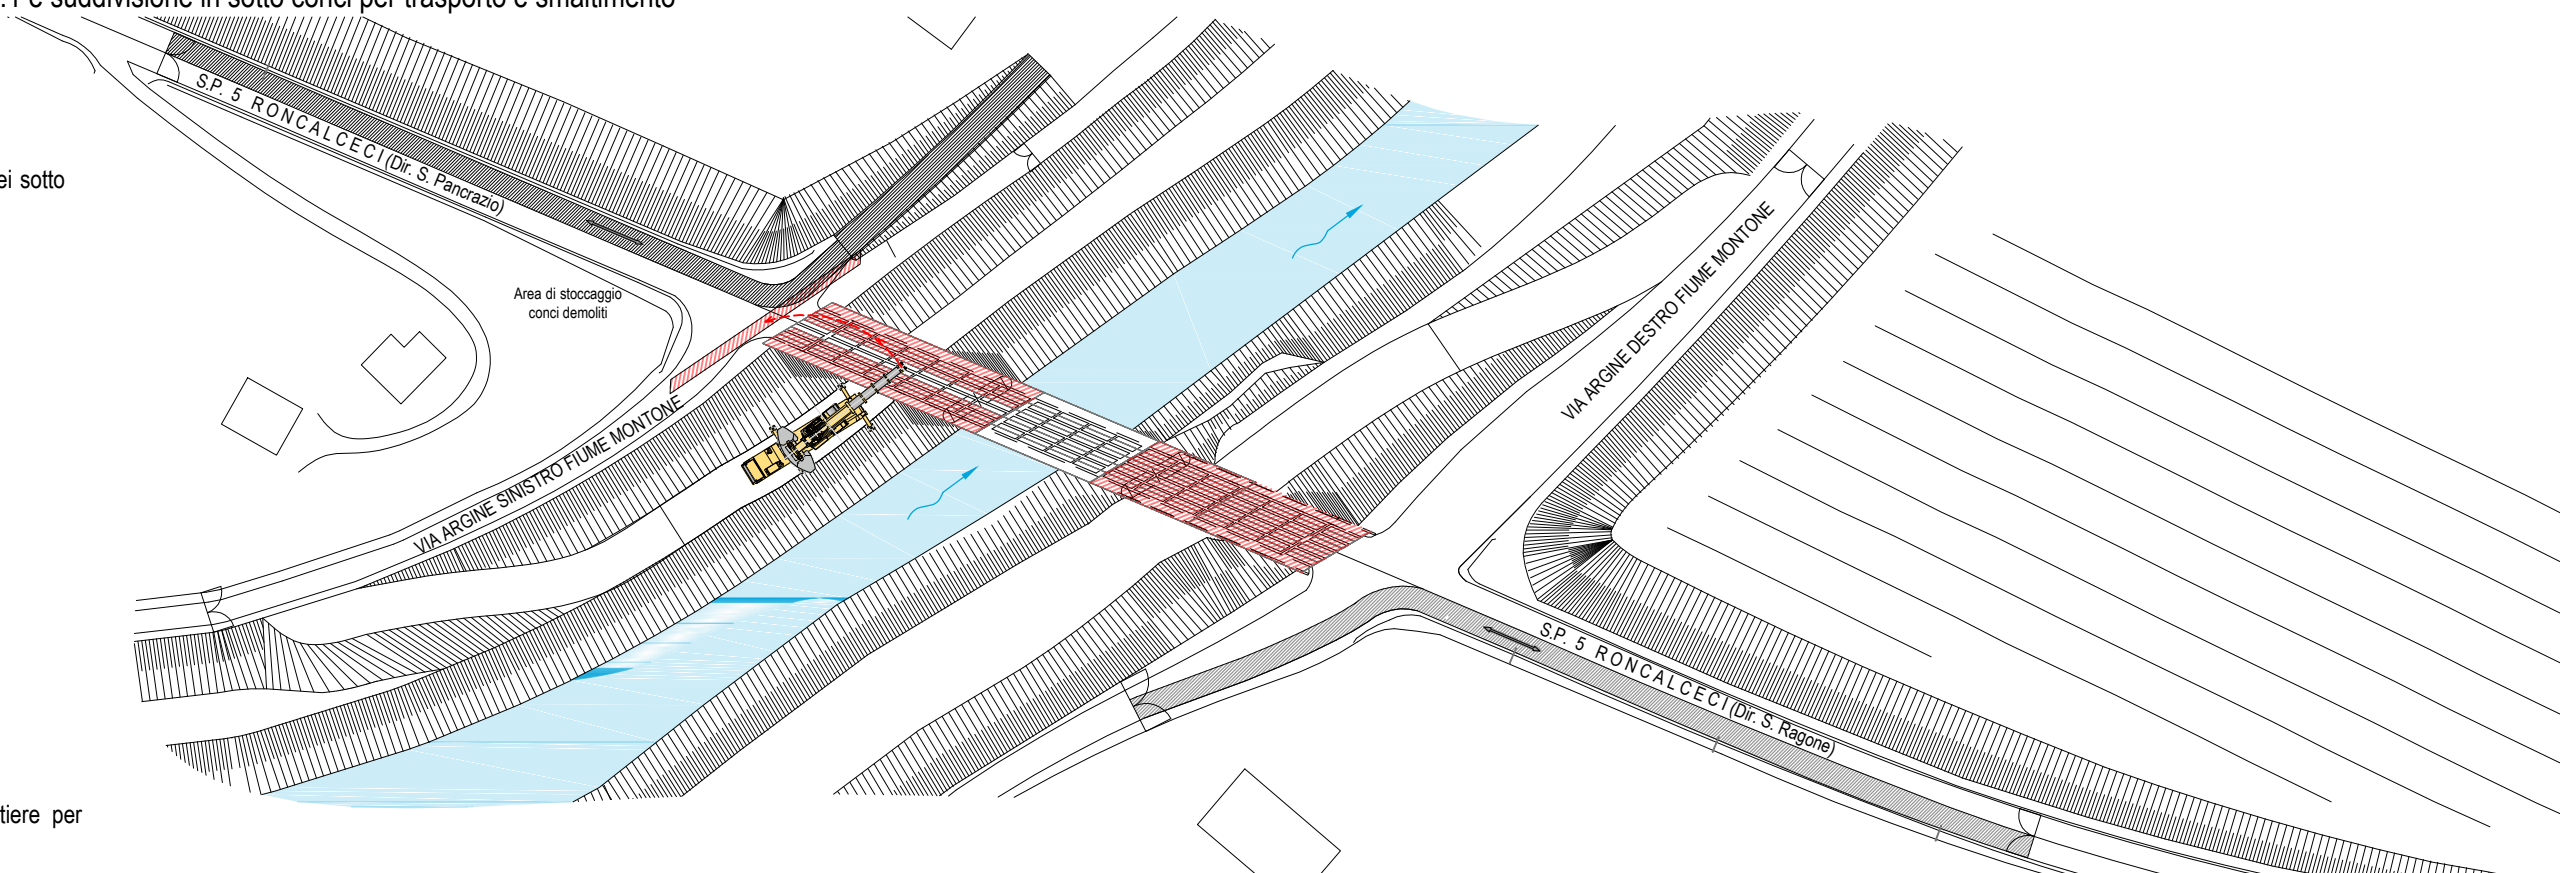 .1 e suddivisione in sotto conci per trasporto e smaltimento
S.P. 5 RONCALCECI (Dir. S. Pancrazio)
ei sotto
Area di stoccaggio
conci demoliti
VIA ARGINE SINISTRO FIUME MONTONE
VIA ARGINE DESTRO FIUME MONTONE
S.P. 5 RONCALCECI (Dir. S. Ragone)
tiere per